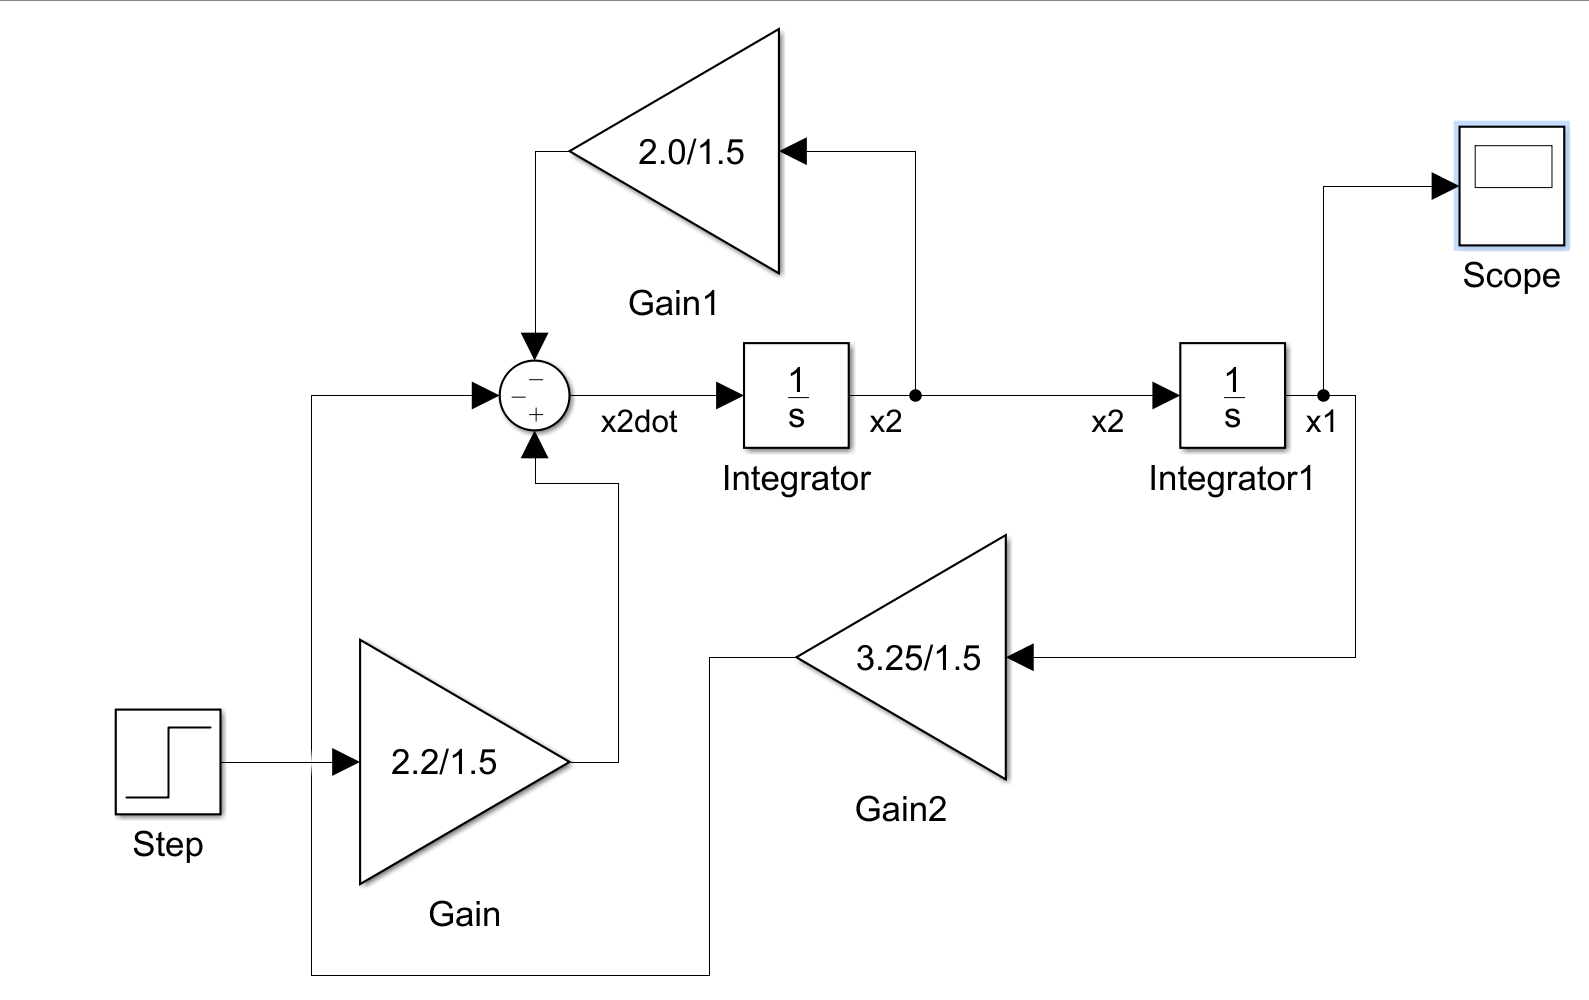 2.0/1.5
Gain1
Scope
−
−
+
x2dot
1
s
Integrator
x2
x2
1
s
Integrator1
x1
3.25/1.5
Gain2
Step
2.2/1.5
Gain